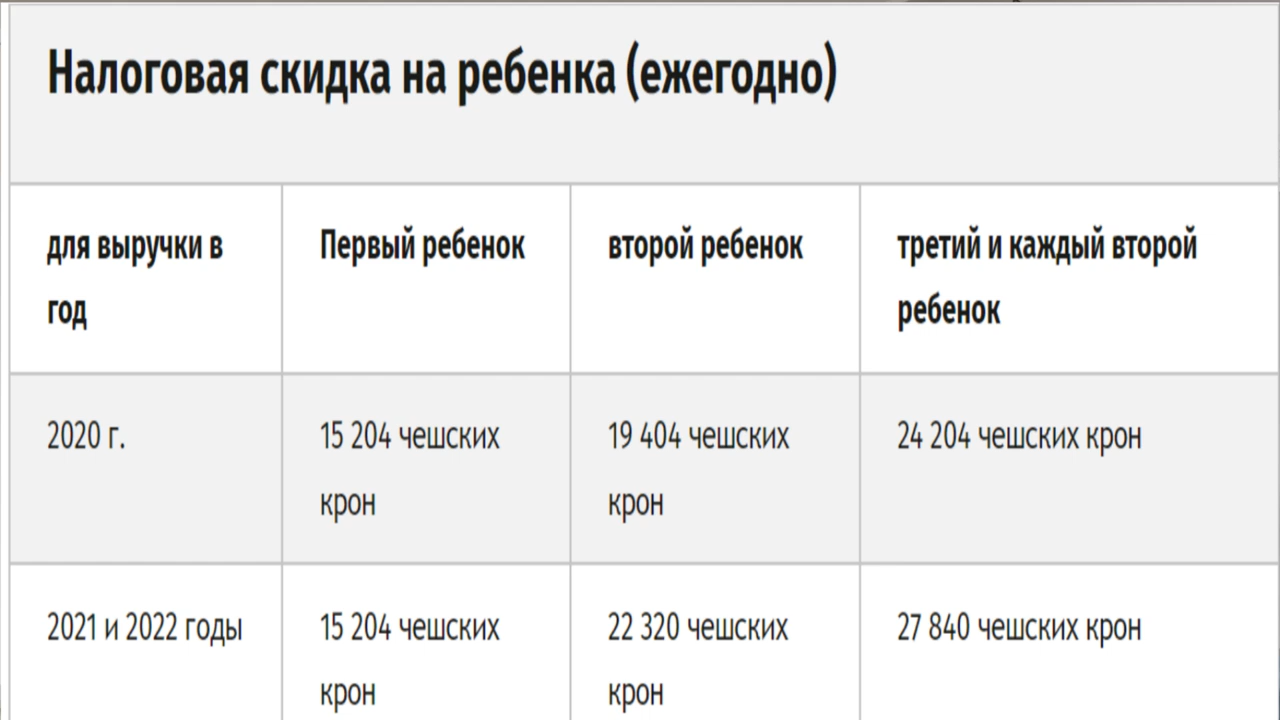 Налоговая скидка на ребенка (ежегодно)
для выручки в год
Первый ребенок
второй ребенок
третий и каждый второй ребенок
2020 г.
15 204 чешских крон
19 404 чешских крон
24 204 чешских крон
2021 и 2022 годы
15 204 чешских крон
22 320 чешских крон
27 840 чешских крон